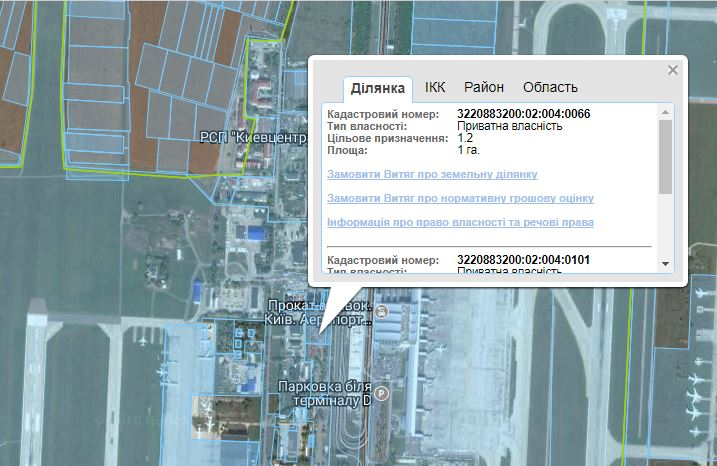 Ділянка ІКК Район Область
Кадастровий номер: 3220883200:02:004:0066
Тип власності: Приватна власність
Цільове призначення: 1.2
Площа: 1 га.
Замовити Витяг про земельну ділянку
Замовити Витяг про нормативну грошову оцінку
Інформація про право власності та речові права
Кадастровий номер: 3220883200:02:004:0101
Тип власності: Приватна власність
РСП "Киевцентр
Прокат
вок.
Київ. Аеропорт...
Парковка біля
терміналу D
P